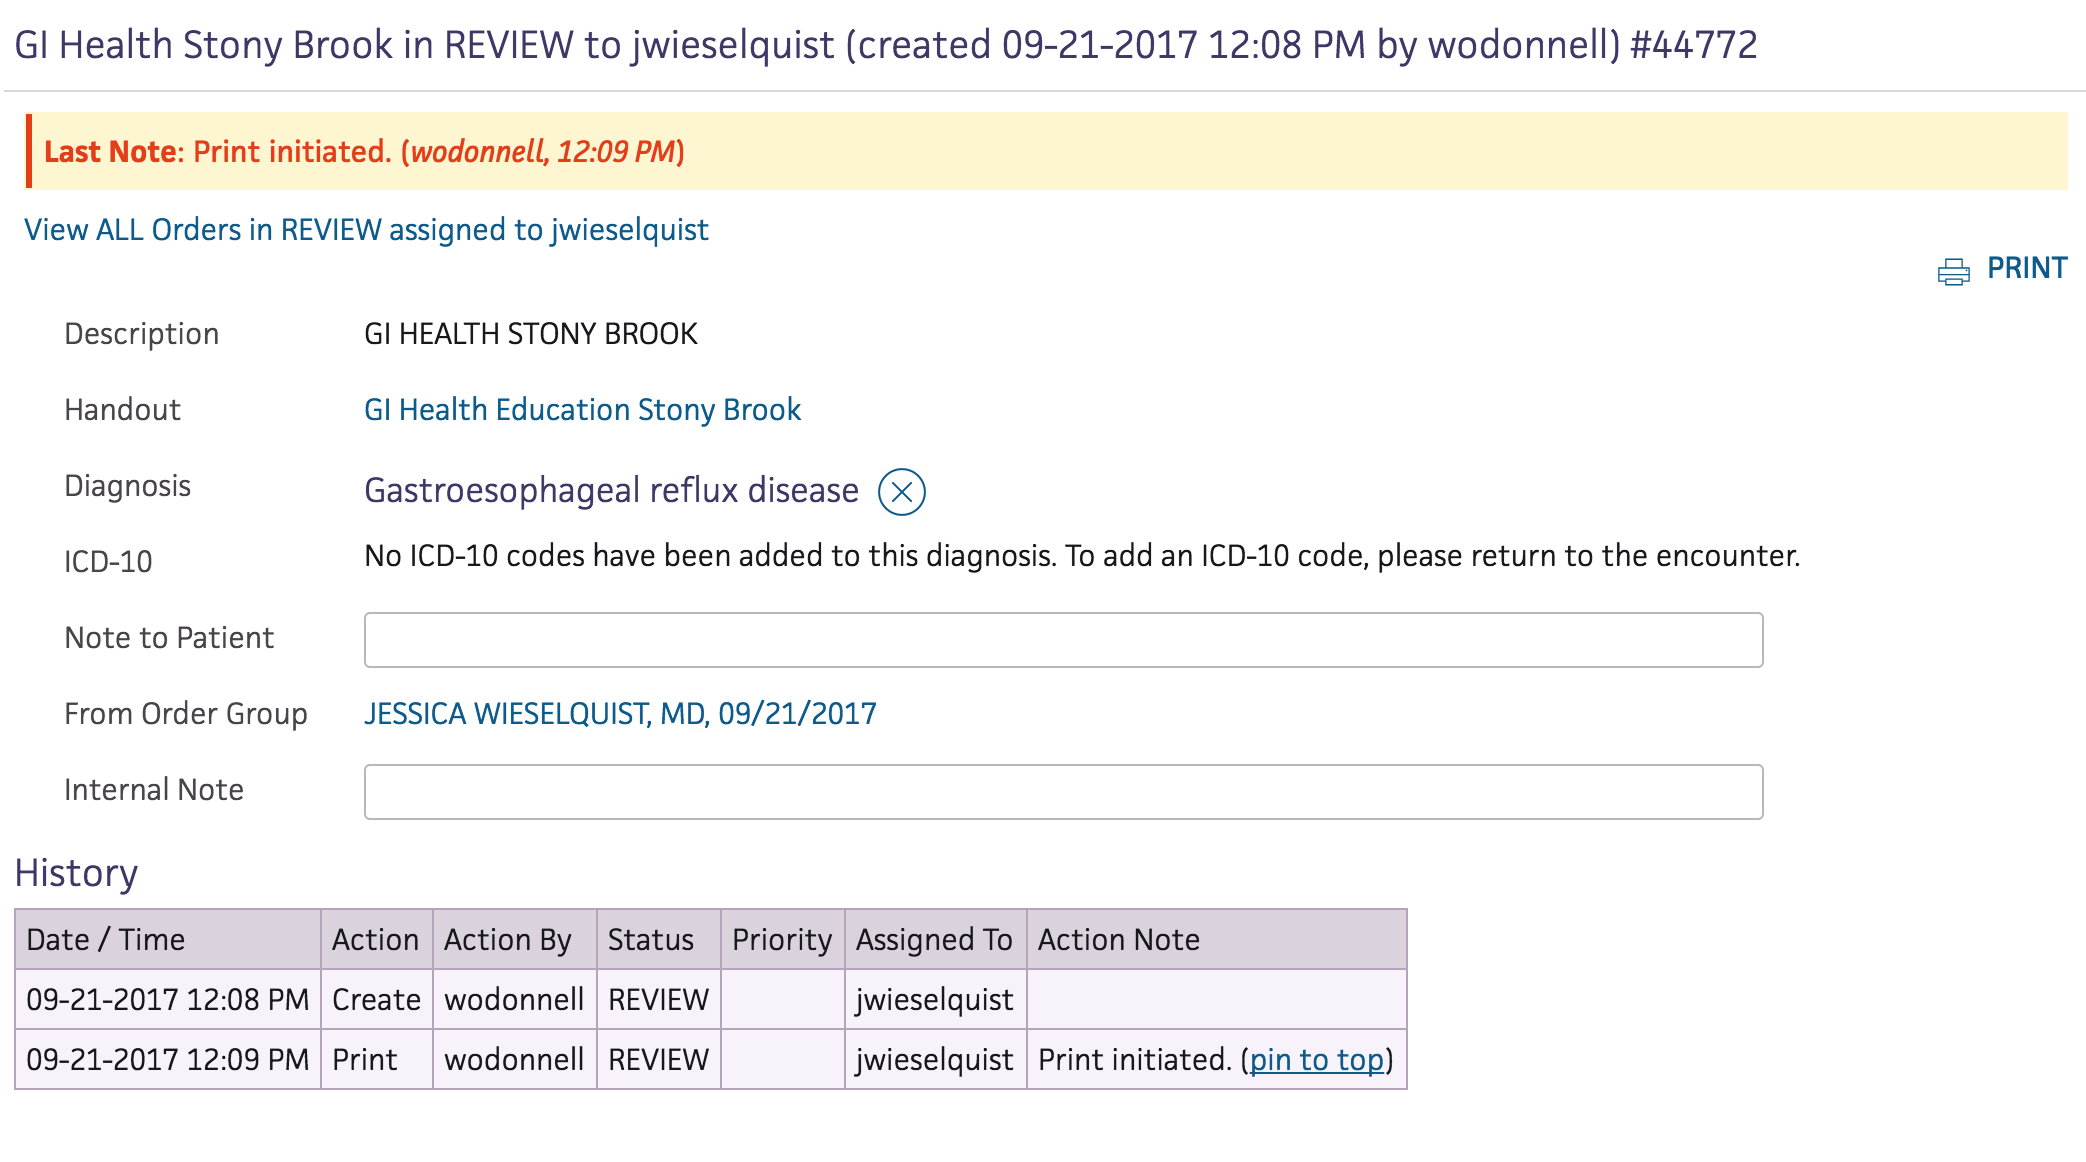 GI Health Stony Brook in REVIEW to jwieselquist (created 09-21-2017 12:08 PM by wodonnell) #44772
Last Note: Print initiated. (wodonnell, 12:09 PM)
View ALL Orders in REVIEW assigned to jwieselquist
PRINT
Description GI HEALTH STONY BROOK
Handout GI Health Education Stony Brook
Diagnosis Gastroesophageal reflux disease
ICD-10 No ICD-10 codes have been added to this diagnosis. To add an ICD-10 code, please return to the encounter.
Note to Patient
From Order Group JESSICA WIESELQUIST, MD, 09/21/2017
Internal Note
History
Date / Time Action Action By Status Priority Assigned To Action Note
09-21-2017 12:08 PM Create wodonnell REVIEW jwieselquist
09-21-2017 12:09 PM Print wodonnell REVIEW jwieselquist Print initiated. (pin to top)